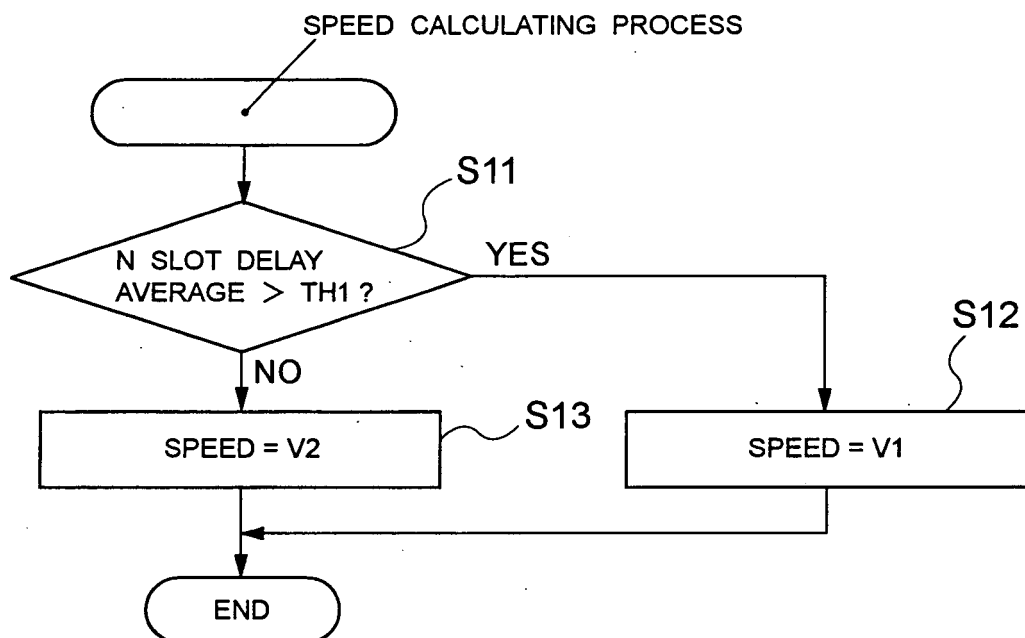 SPEED CALCULATING PROCESS
S11
N SLOT DELAY
AVERAGE > TH1 ?
YES
S12
NO
S13
SPEED = V2
SPEED = V1
END